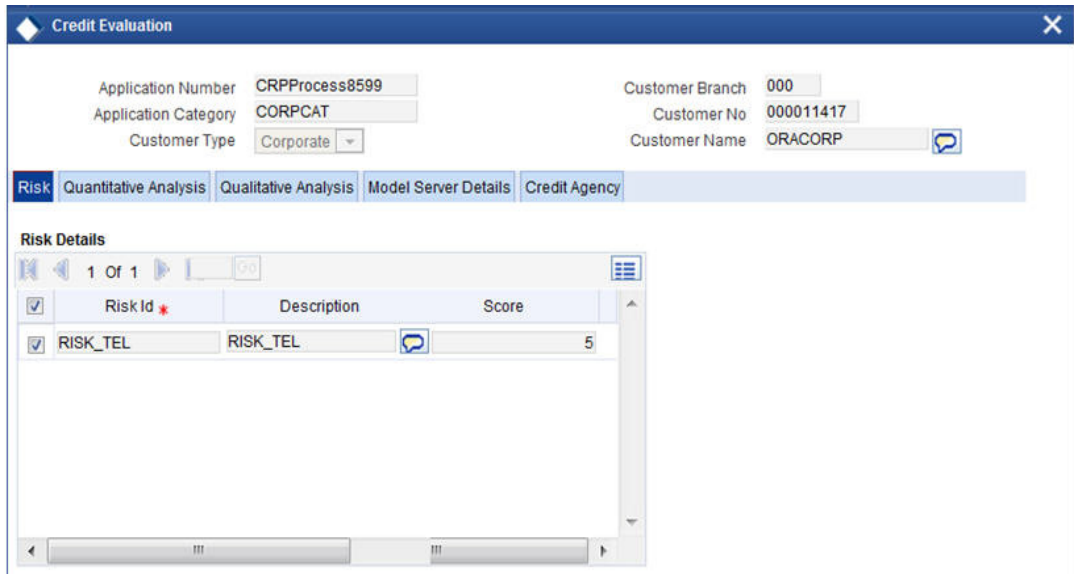 Credit Evaluation
Application Number CRPProcess8599 Customer Branch 000
Application Category CORPCAT Customer No 000011417
Customer Type Corporate Customer Name ORACORP
Risk Quantitative Analysis Qualitative Analysis Model Server Details Credit Agency
Risk Details
1 Of 1 Go
Risk Id * Description Score
RISK_TEL RISK_TEL 5